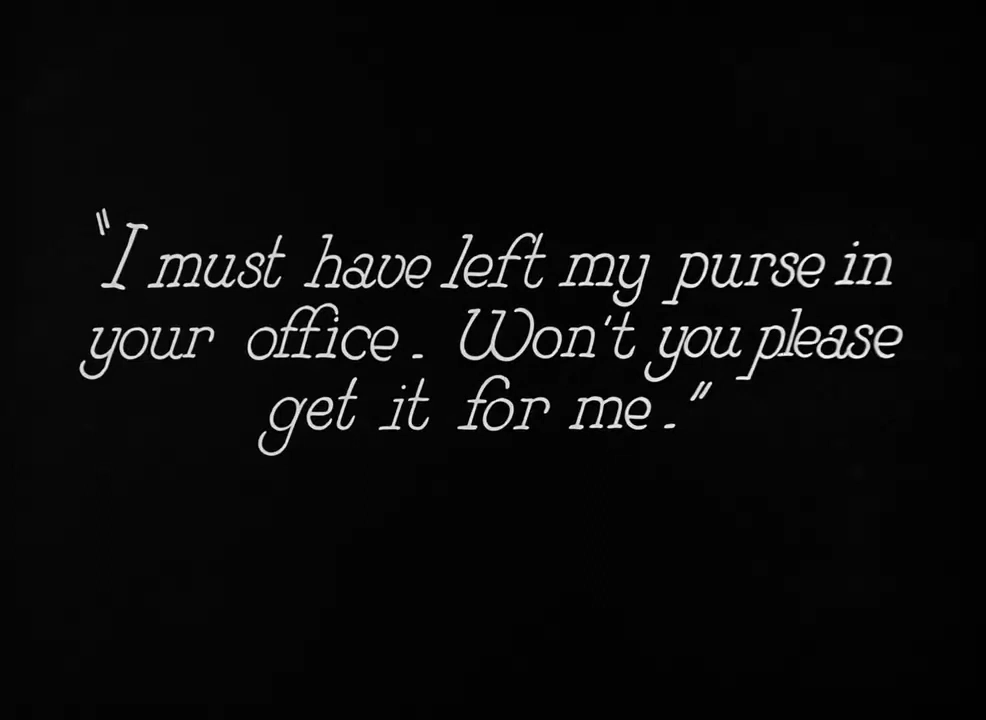 "I must have left my purse in
your office. Won't you please
get it for me."